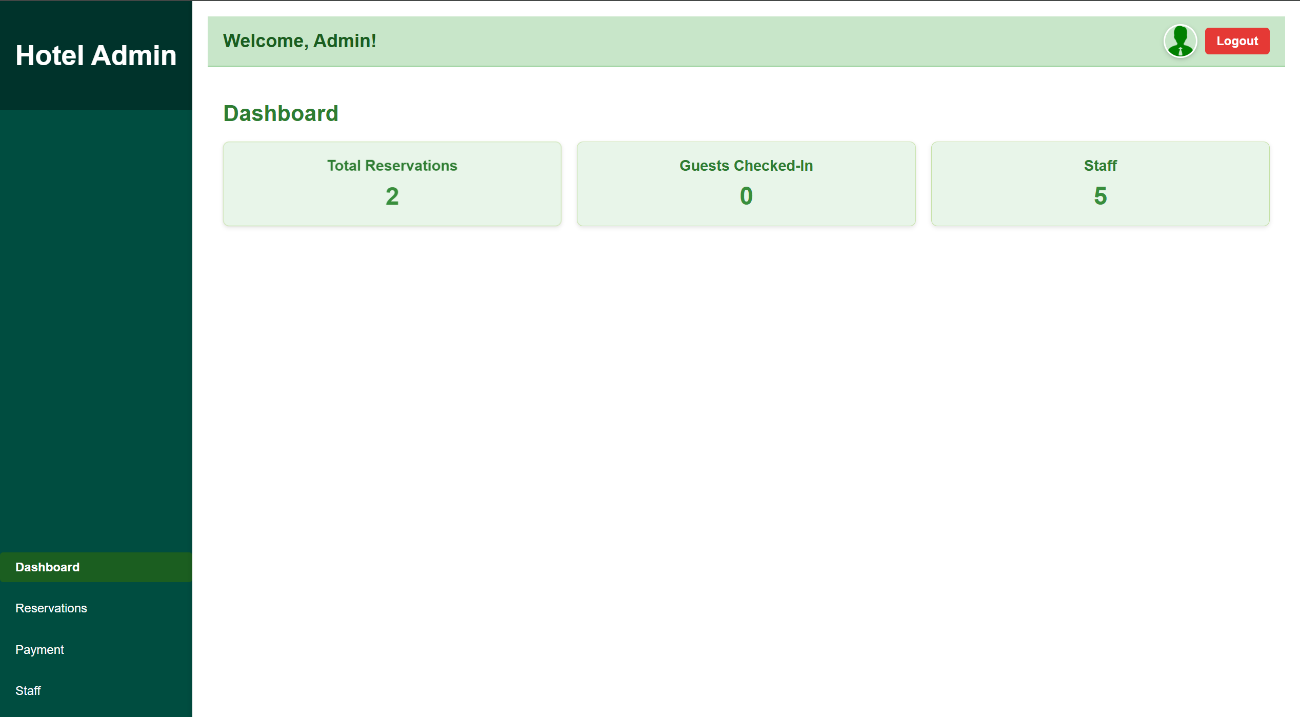 Hotel Admin
Welcome, Admin!
Logout
Dashboard
Total Reservations
2
Guests Checked-In
0
Staff
5
Dashboard
Reservations
Payment
Staff